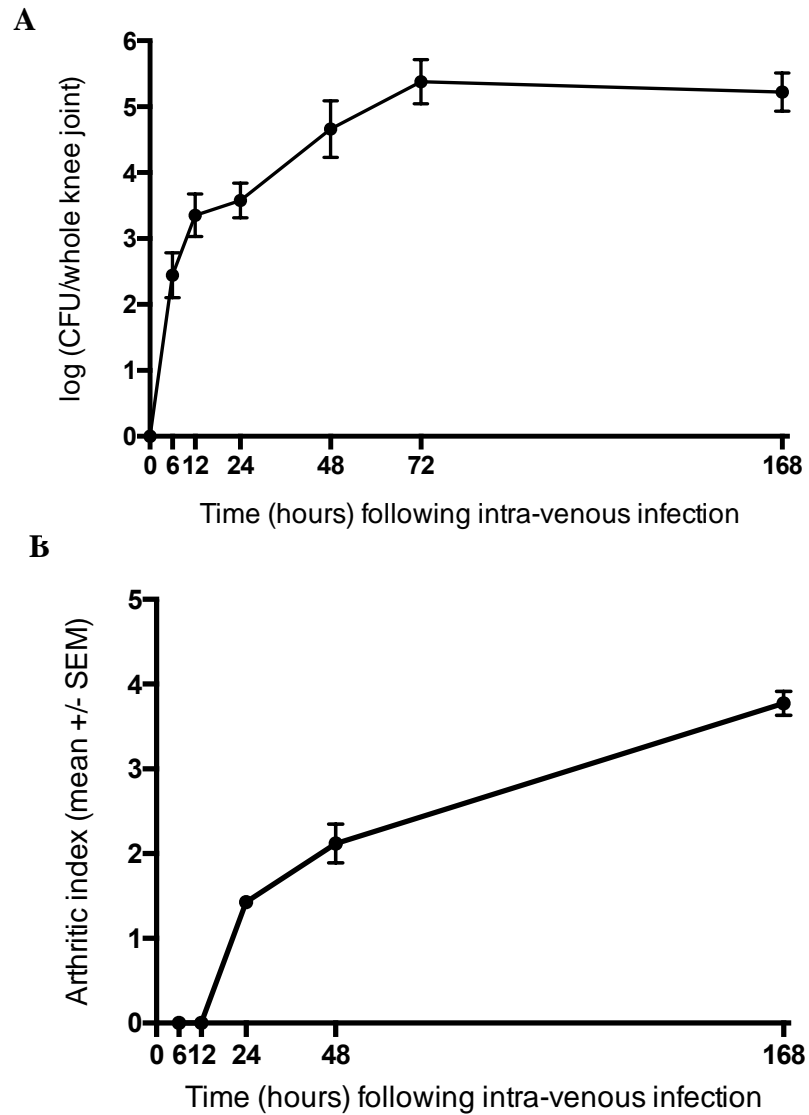 A
6
5
4
3
2
1
0
log (CFU/whole knee joint)
0 6 12 24 48 72 168
Time (hours) following intra-venous infection
B
5
4
3
2
1
0
Arthritic index (mean +/- SEM)
0 6 12 24 48 168
Time (hours) following intra-venous infection